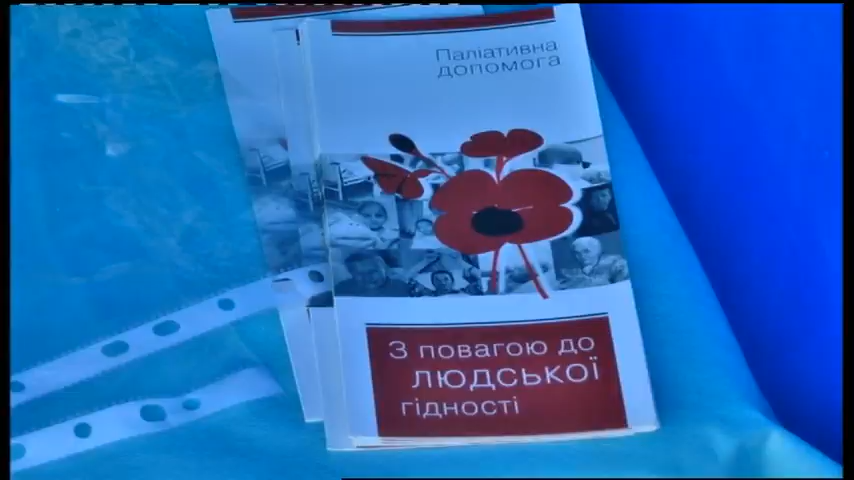 Паліативна
допомога
З повагою до
людської
гідності